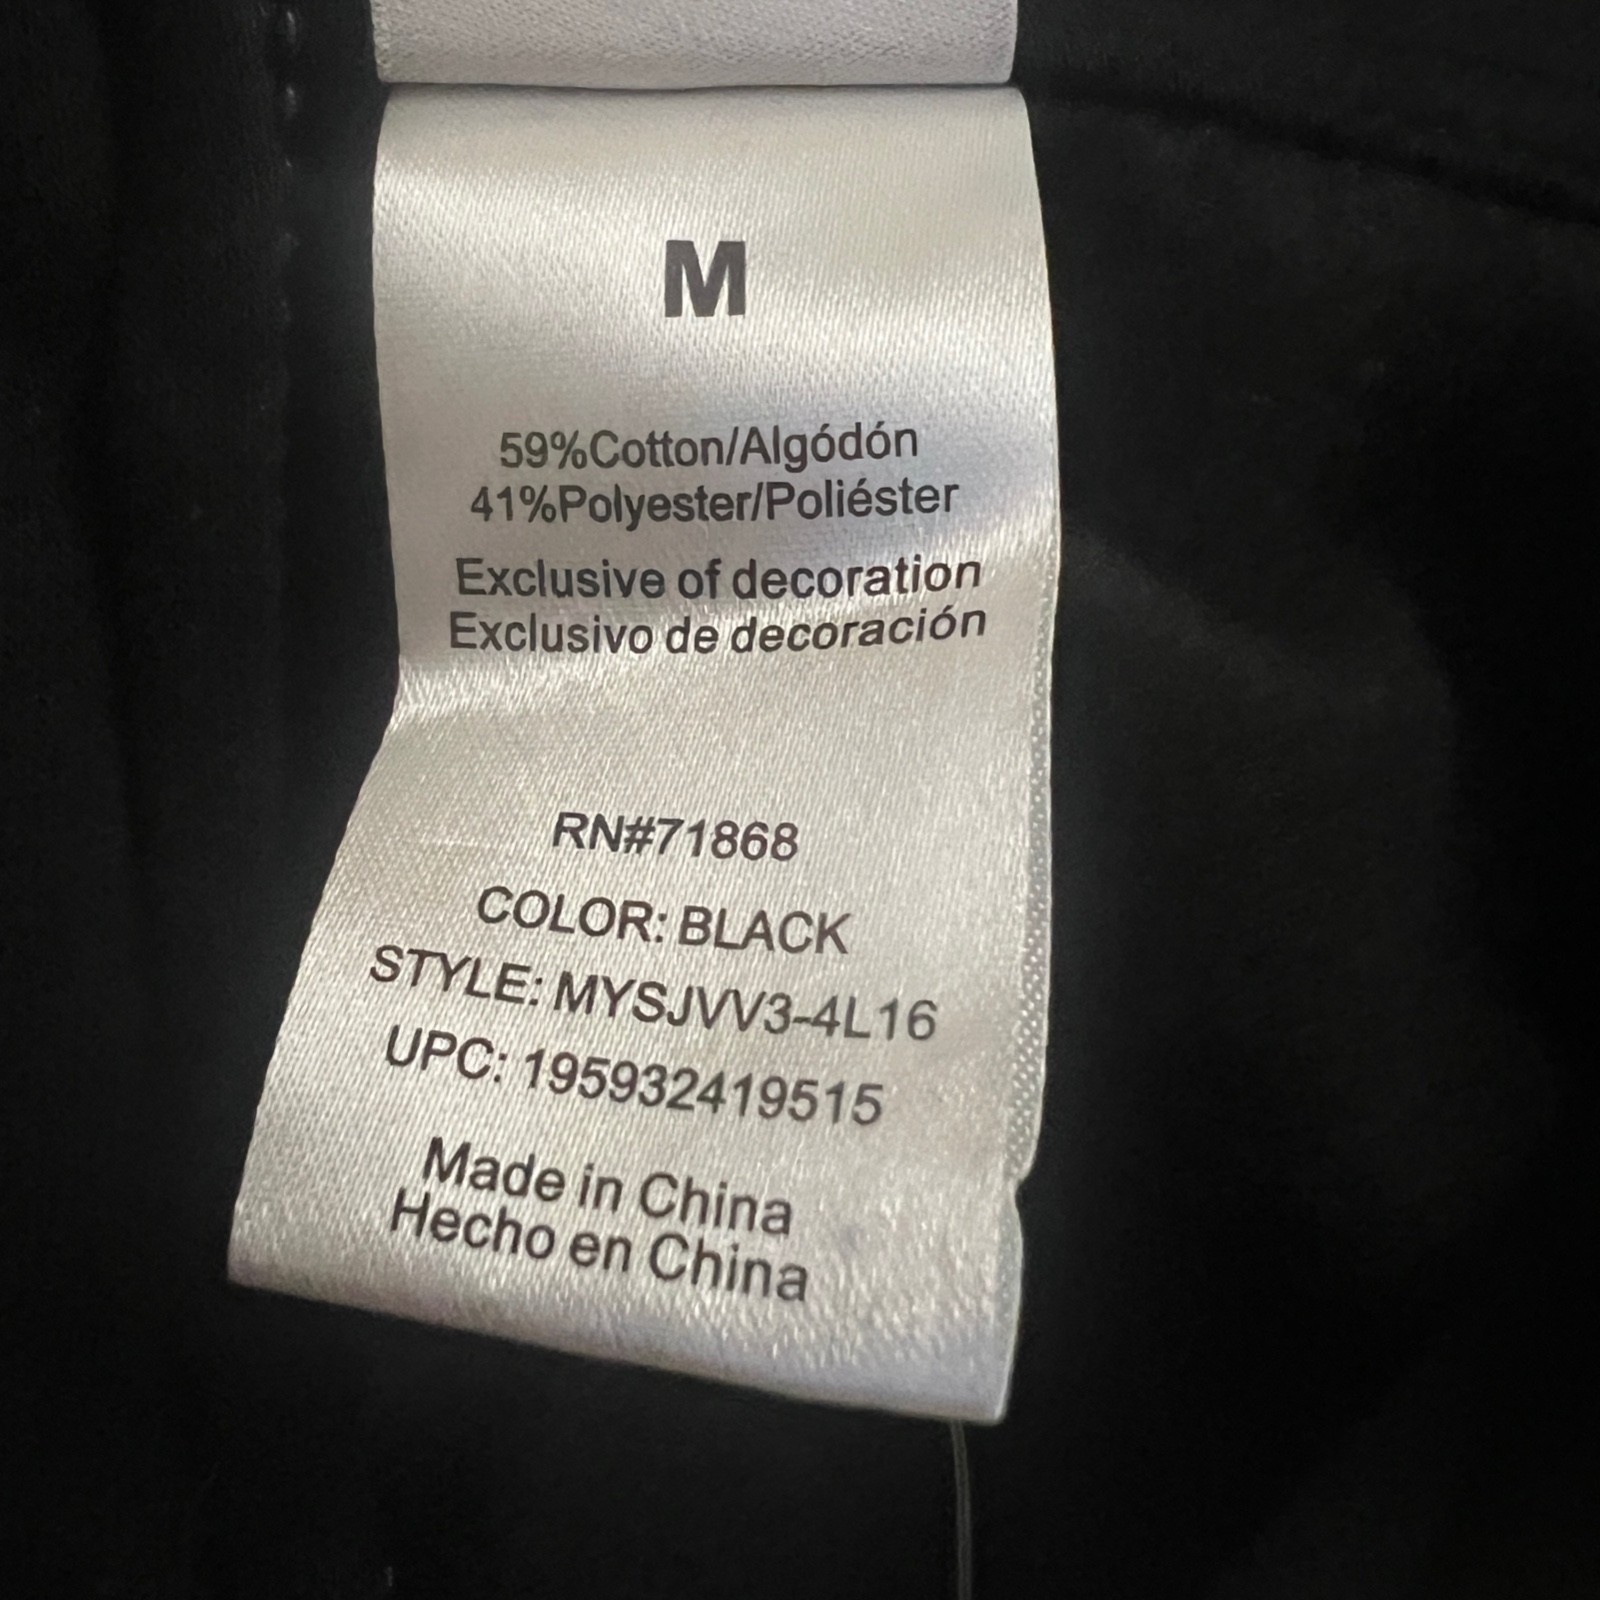 M
59%Cotton/Algódón
41%Polyester/Poliéster
Exclusive of decoration
Exclusivo de decoración
RN#71868
COLOR: BLACK
STYLE: MYSJVV3-4L16
UPC: 195932419515
Made in China
Hecho en China